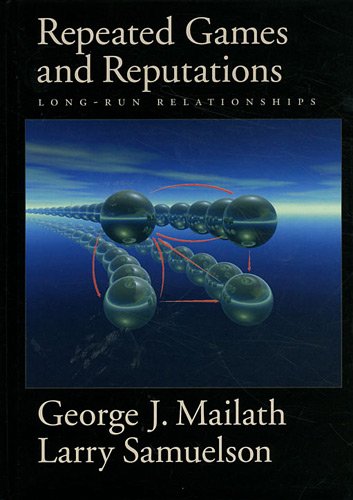 Repeated Games
and Reputations
LONG-RUN RELATIONSHIPS
George J. Mailath
Larry Samuelson